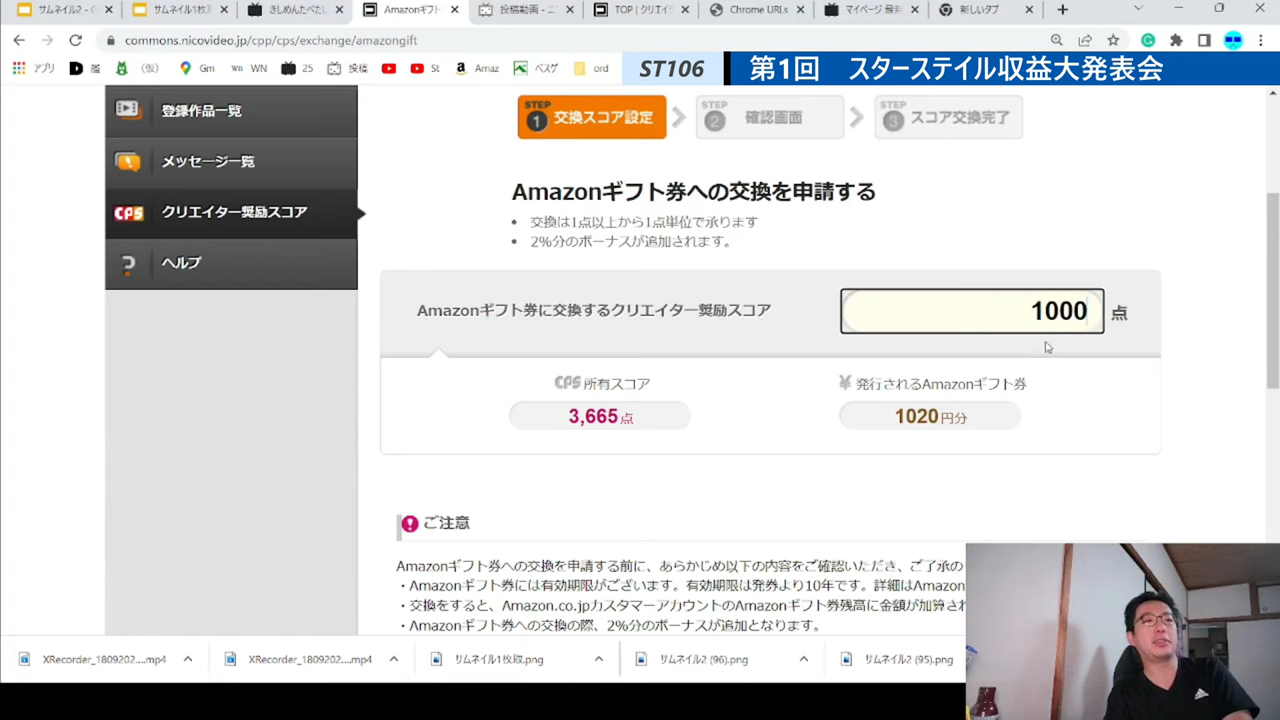 サムネイル2 - G
サムネイル1枚取
きしめんたべたい
Amazonギフト
投稿動画 - ニ
TOP | クリエイ
Chrome URLs
マイページ 最新
新しいタブ
commons.nicovideo.jp/cpp/cps/exchange/amazongift
アプリ
艦
(仮)
Gm
WN
25
投稿
St
Amaz
ベスゲ
ord
ST106
第1回 スターステイル収益大発表会
登録作品一覧
メッセージ一覧
CPS クリエイター奨励スコア
? ヘルプ
STEP 1 交換スコア設定
STEP 2 確認画面
STEP 3 スコア交換完了
Amazonギフト券への交換を申請する
• 交換は1点以上から1点単位で承ります
• 2%分のボーナスが追加されます。
Amazonギフト券に交換するクリエイター奨励スコア
1000 点
CPS 所有スコア
¥ 発行されるAmazonギフト券
3,665点
1020円分
ご注意
Amazonギフト券への交換を申請する前に、あらかじめ以下の内容をご確認いただき、ご了承の
・Amazonギフト券には有効期限がございます。有効期限は発券より10年です。詳細はAmazon
・交換をすると、Amazon.co.jpカスタマーアカウントのAmazonギフト券残高に金額が加算さ
・Amazonギフト券への交換の際、2%分のボーナスが追加となります。
XRecorder_1809202....mp4
XRecorder_1809202....mp4
サムネイル1枚取.png
サムネイル2 (96).png
サムネイル2 (95).png